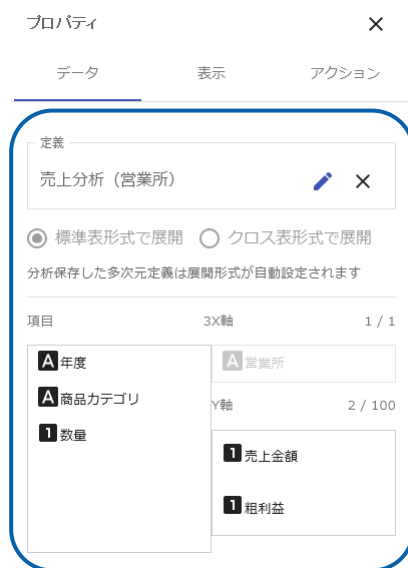 プロパティ
データ 表示 アクション
定義
売上分析（営業所）
標準表形式で展開 クロス表形式で展開
分析保存した多次元定義は展開形式が自動設定されます
項目 3X軸 1 / 1
A 年度 A 営業所
A 商品カテゴリ Y軸 2 / 100
1 数量
1 売上金額
1 粗利益